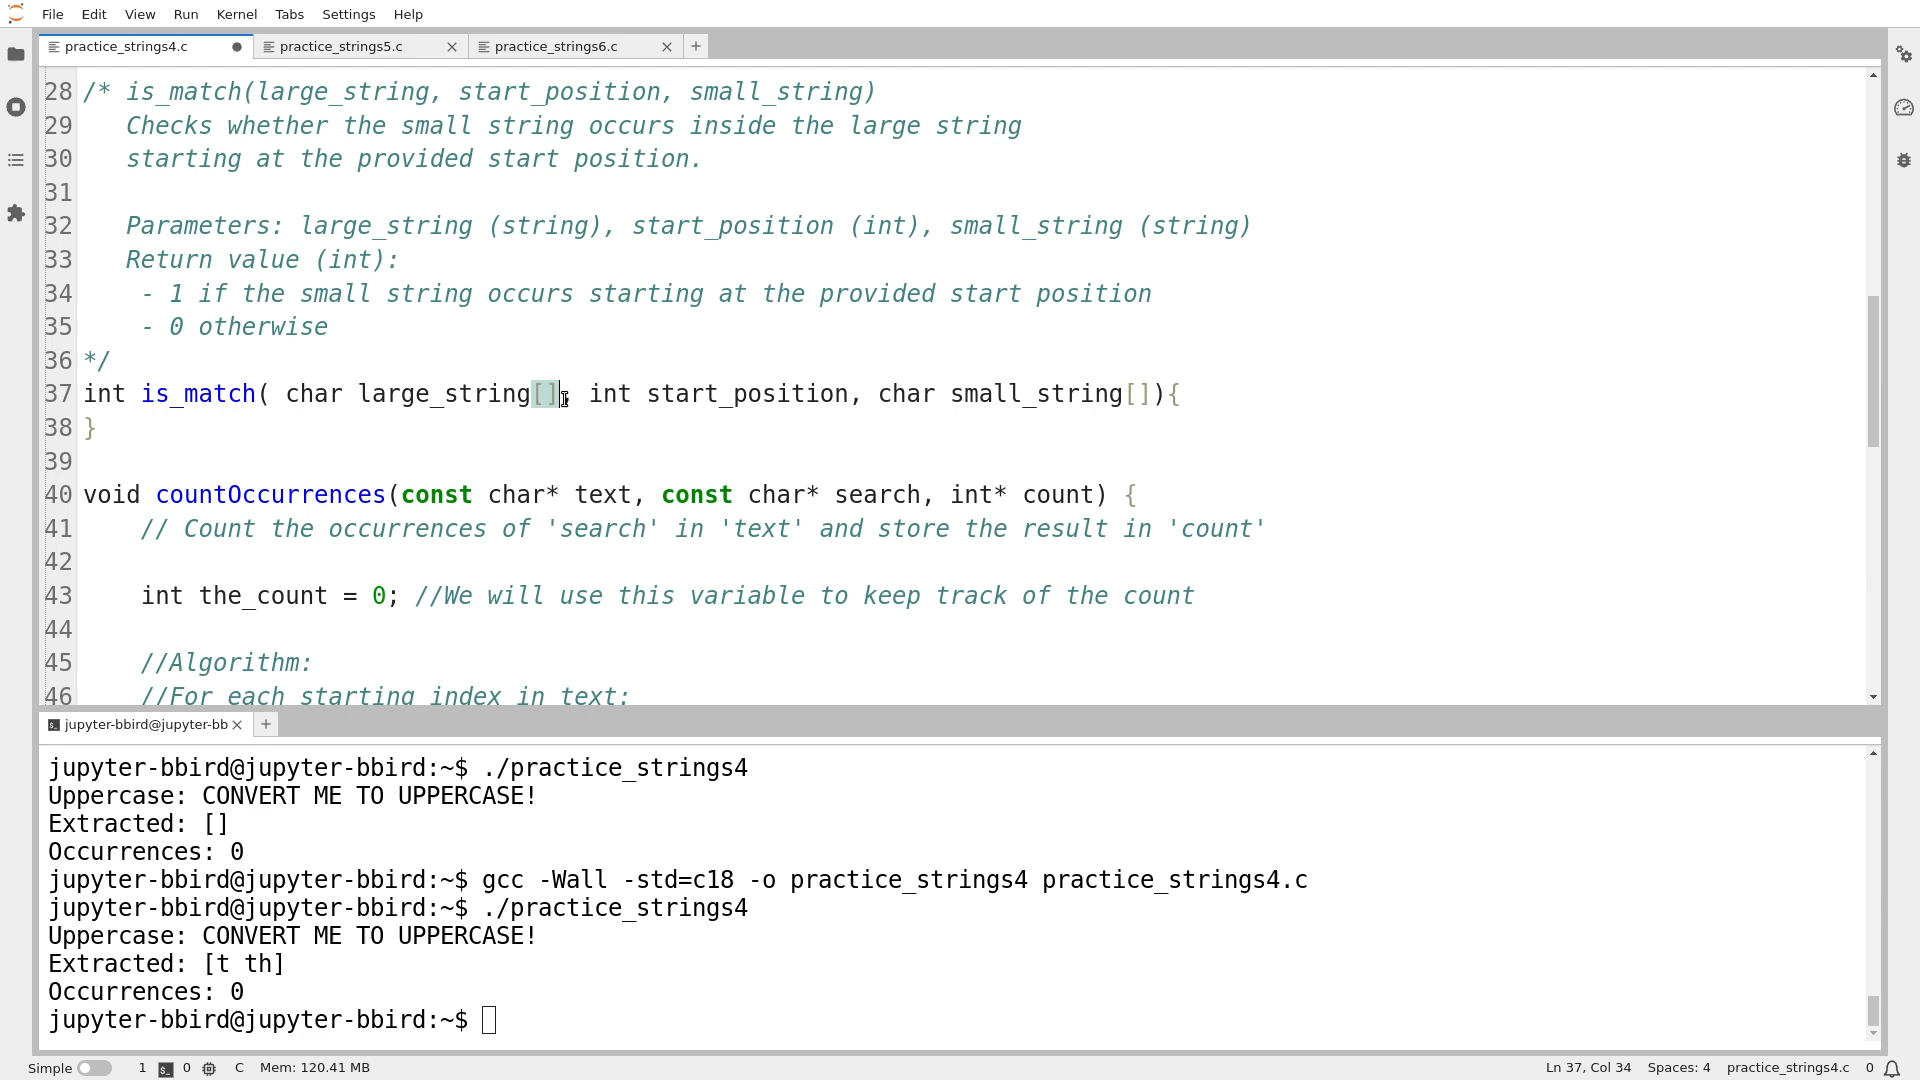 File Edit View Run Kernel Tabs Settings Help
practice_strings4.c practice_strings5.c practice_strings6.c
28 /* is_match(large_string, start_position, small_string)
29    Checks whether the small string occurs inside the large string
30    starting at the provided start position.
31
32    Parameters: large_string (string), start_position (int), small_string (string)
33    Return value (int):
34     - 1 if the small string occurs starting at the provided start position
35     - 0 otherwise
36 */
37 int is_match( char large_string[], int start_position, char small_string[]){
38 }
39
40 void countOccurrences(const char* text, const char* search, int* count) {
41     // Count the occurrences of 'search' in 'text' and store the result in 'count'
42
43     int the_count = 0; //We will use this variable to keep track of the count
44
45     //Algorithm:
46     //For each starting index in text:
jupyter-bbird@jupyter-bb
jupyter-bbird@jupyter-bbird:~$ ./practice_strings4
Uppercase: CONVERT ME TO UPPERCASE!
Extracted: []
Occurrences: 0
jupyter-bbird@jupyter-bbird:~$ gcc -Wall -std=c18 -o practice_strings4 practice_strings4.c
jupyter-bbird@jupyter-bbird:~$ ./practice_strings4
Uppercase: CONVERT ME TO UPPERCASE!
Extracted: [t th]
Occurrences: 0
jupyter-bbird@jupyter-bbird:~$
Simple 1 0 C Mem: 120.41 MB Ln 37, Col 34 Spaces: 4 practice_strings4.c 0